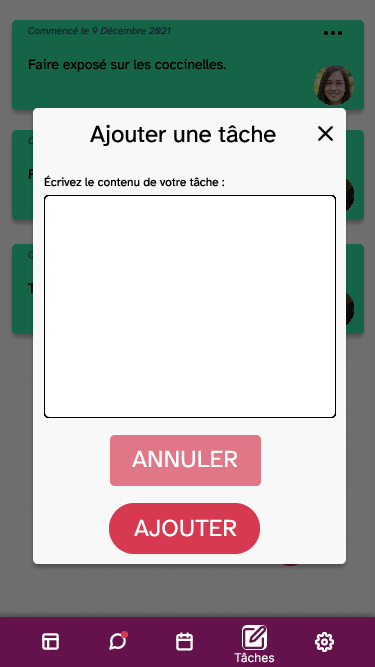 Commencé le 9 Décembre 2021
Faire exposé sur les coccinelles.
Ajouter une tâche
Écrivez le contenu de votre tâche :
ANNULER
AJOUTER
Tâches